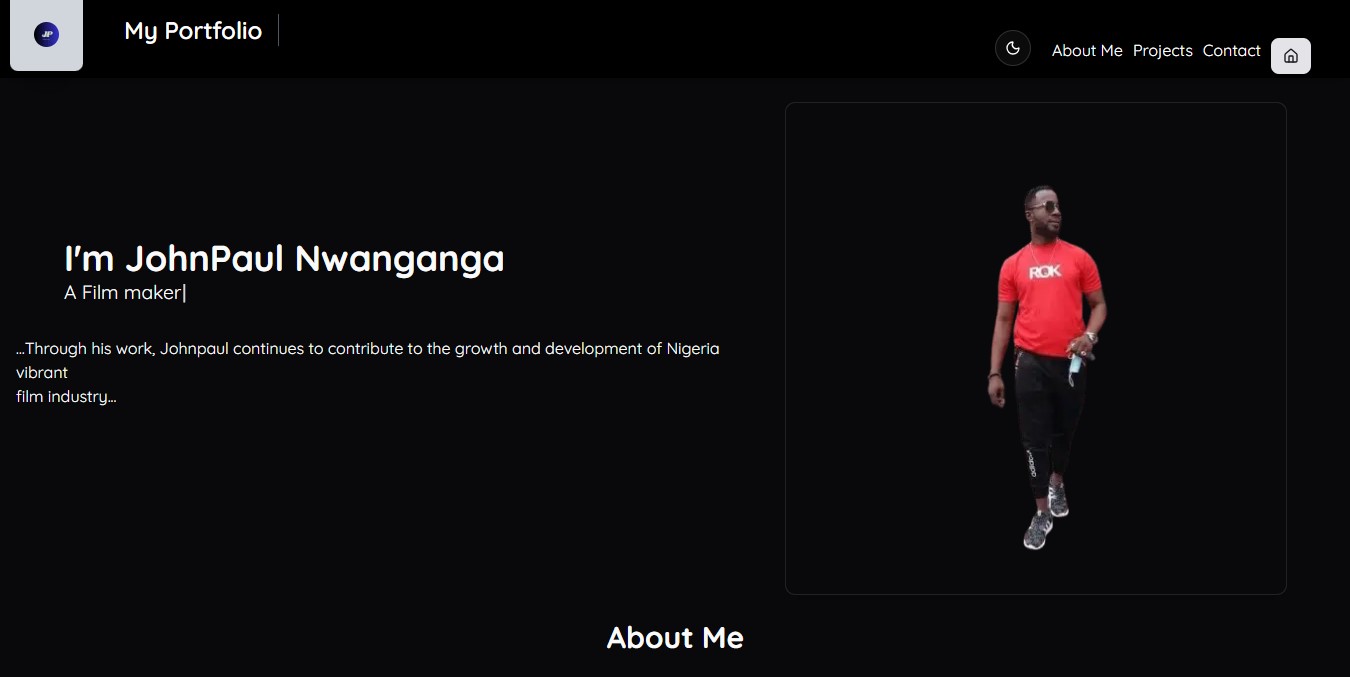 JP
My Portfolio
About Me Projects Contact
I'm JohnPaul Nwanganga
A Film maker|
...Through his work, Johnpaul continues to contribute to the growth and development of Nigeria
vibrant
film industry...
ROK
adidas
About Me